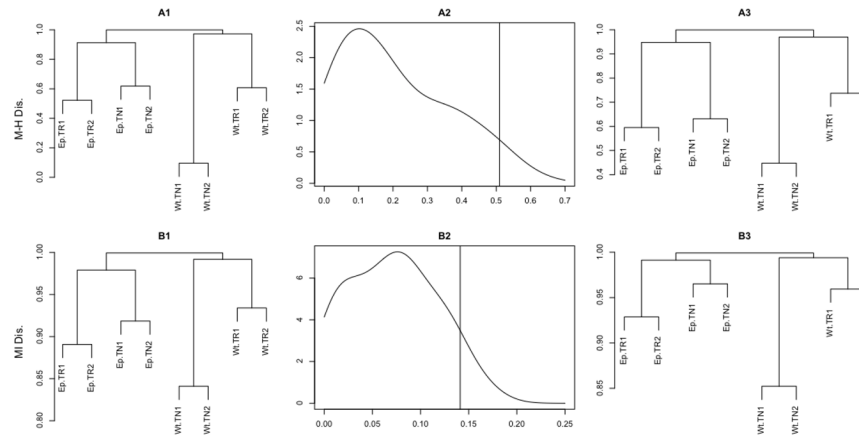 A1
A2
A3
M-H Dis.
0.0
0.2
0.4
0.6
0.8
1.0
Ep.TR1
Ep.TR2
Ep.TN1
Ep.TN2
Wt.TN1
Wt.TN2
Wt.TR1
Wt.TR2
0.0
0.5
1.0
1.5
2.0
2.5
0.0
0.1
0.2
0.3
0.4
0.5
0.6
0.7
0.4
0.5
0.6
0.7
0.8
0.9
1.0
Ep.TR1
Ep.TR2
Ep.TN1
Ep.TN2
Wt.TN1
Wt.TN2
Wt.TR1
B1
B2
B3
MI Dis.
0.80
0.85
0.90
0.95
1.00
Ep.TR1
Ep.TR2
Ep.TN1
Ep.TN2
Wt.TN1
Wt.TN2
Wt.TR1
Wt.TR2
0
2
4
6
0.00
0.05
0.10
0.15
0.20
0.25
0.85
0.90
0.95
1.00
Ep.TR1
Ep.TR2
Ep.TN1
Ep.TN2
Wt.TN1
Wt.TN2
Wt.TR1